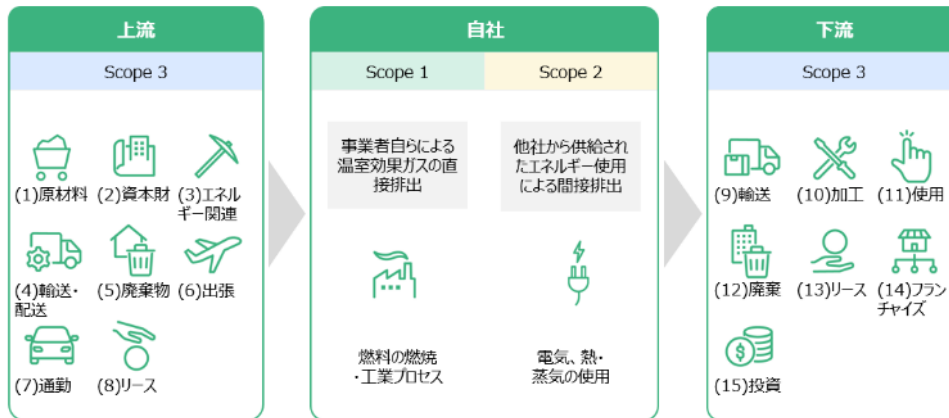 上流
Scope 3
(1)原材料
(2)資本財
(3)エネル
ギー関連
(4)輸送・
配送
(5)廃棄物
(6)出張
(7)通勤
(8)リース
自社
Scope 1
Scope 2
事業者自らによる
温室効果ガスの直
接排出
他社から供給され
たエネルギー使用
による間接排出
燃料の燃焼
・工業プロセス
電気、熱・
蒸気の使用
下流
Scope 3
(9)輸送
(10)加工
(11)使用
(12)廃棄
(13)リース
(14)フラン
チャイズ
$
(15)投資